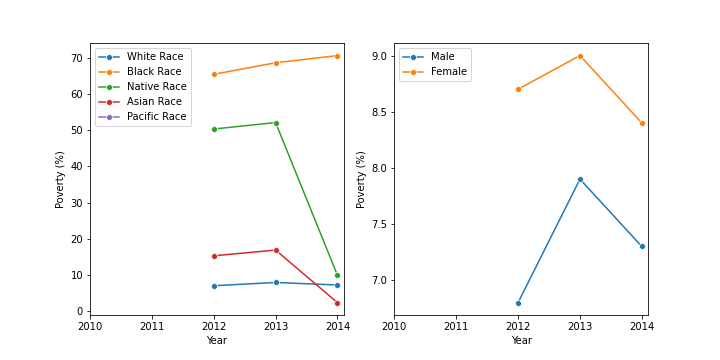 White Race
Black Race
Native Race
Asian Race
Pacific Race
Poverty (%)
70
60
50
40
30
20
10
0
2010 2011 2012 2013 2014
Year
Male
Female
Poverty (%)
9.0
8.5
8.0
7.5
7.0
2010 2011 2012 2013 2014
Year